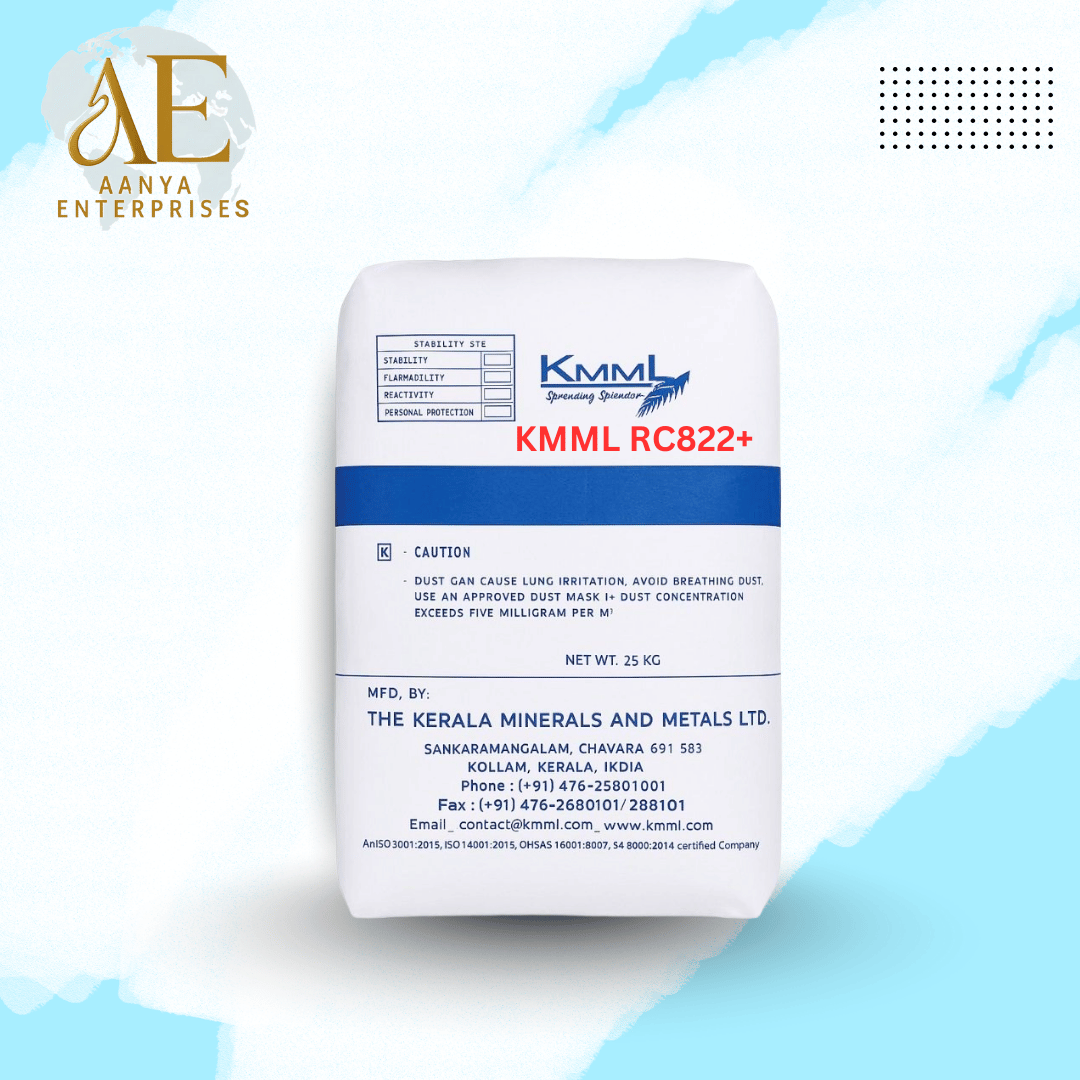 AE
AANYA
ENTERPRISES
STABILITY STE
STABILITY
FLARMADILITY
REACTIVITY
PERSONAL PROTECTION
KMML
Sprending Spiendor
KMML RC822+
K - CAUTION
- DUST GAN CAUSE LUNG IRRITATION, AVOID BREATHING DUST,
USE AN APPROVED DUST MASK I+ DUST CONCENTRATION
EXCEEDS FIVE MILLIGRAM PER M³
NET WT. 25 KG
MFD, BY:
THE KERALA MINERALS AND METALS LTD.
SANKARAMANGALAM, CHAVARA 691 583
KOLLAM, KERALA, IKDIA
Phone : (+91) 476-25801001
Fax : (+91) 476-2680101/288101
Email_ contact@kmml.com_ www.kmml.com
AnISO3001:2015, ISO 14001:2015, OHSAS 16001:8007, S4 8000:2014 certified Company